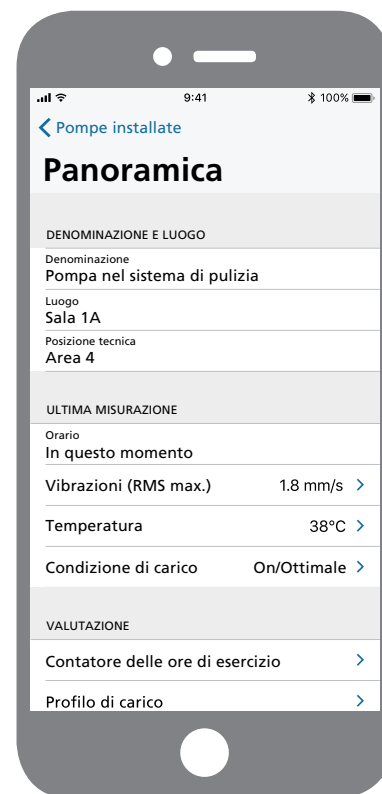 9:41
100%
Pompe installate
Panoramica
DENOMINAZIONE E LUOGO
Denominazione
Pompa nel sistema di pulizia
Luogo
Sala 1A
Posizione tecnica
Area 4
ULTIMA MISURAZIONE
Orario
In questo momento
Vibrazioni (RMS max.) 1.8 mm/s
Temperatura 38°C
Condizione di carico On/Ottimale
VALUTAZIONE
Contatore delle ore di esercizio
Profilo di carico